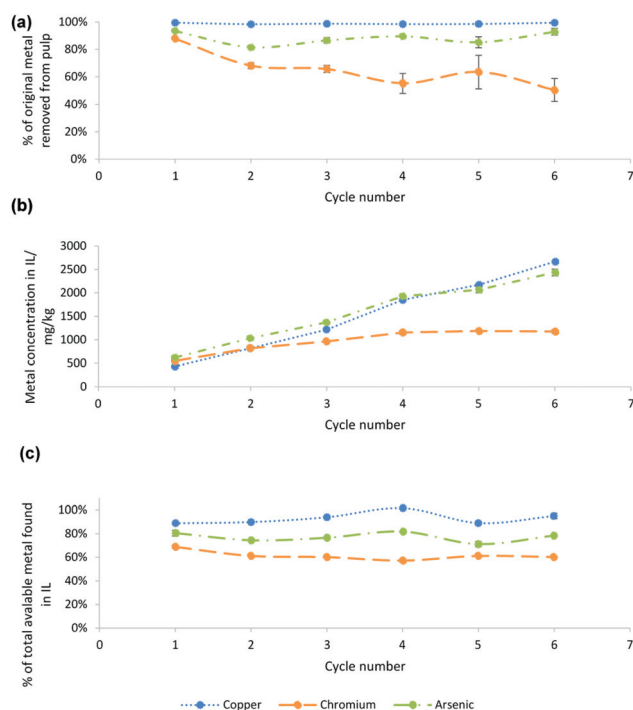 (a)
% of original metal
removed from pulp
100%
80%
60%
40%
20%
0%
0 1 2 3 4 5 6 7
Cycle number
(b)
Metal concentration in IL/
mg/kg
3000
2500
2000
1500
1000
500
0
0 1 2 3 4 5 6 7
Cycle number
(c)
% of total avalable metal found
in IL
100%
80%
60%
40%
20%
0%
0 1 2 3 4 5 6 7
Cycle number
Copper Chromium Arsenic